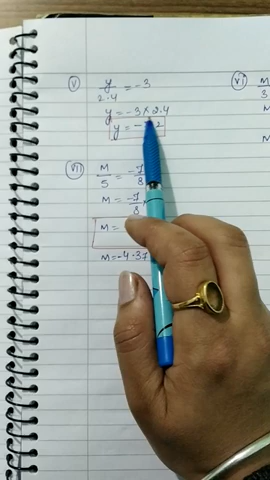 (v) y/2.4 = -3
y = -3 × 2.4
y =
(vii) M/5 = -7/8
M = -7/8
M =
M = -4.37
(vi) M
3
M
M